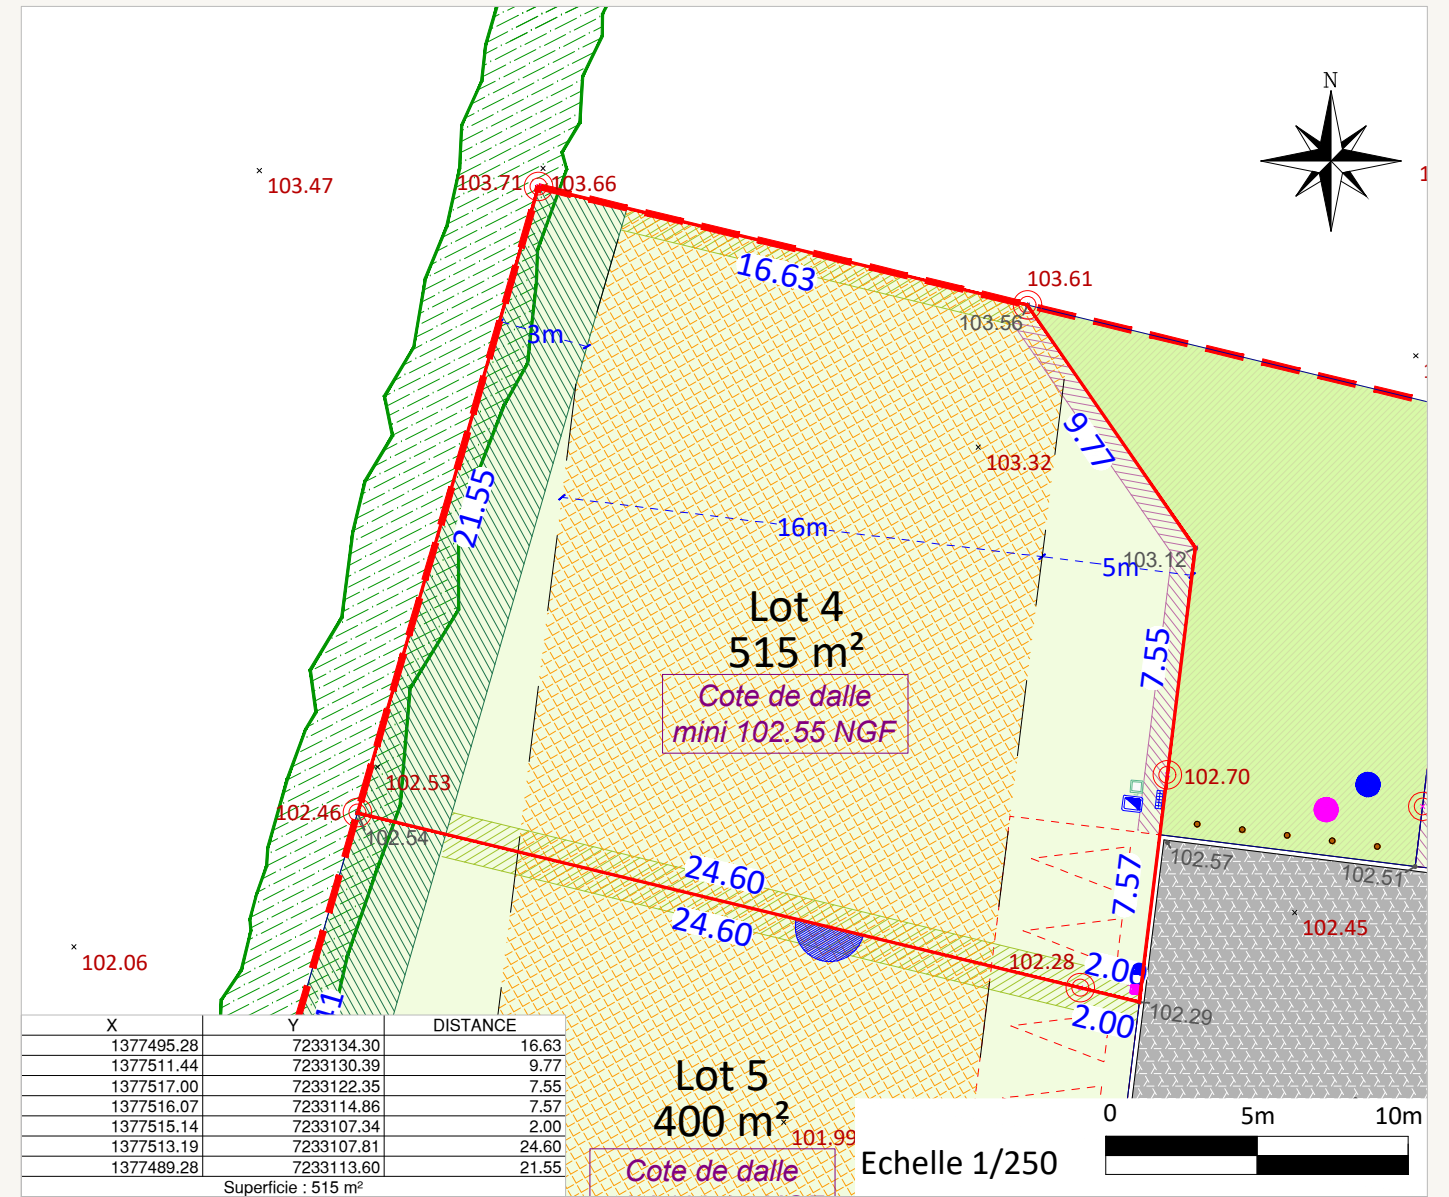 N
103.47
103.71
103.66
16.63
103.61
103.56
3m
9.77
103.32
21.55
16m
5m
103.12
Lot 4
515 m²
7.55
Cote de dalle
mini 102.55 NGF
102.53
102.70
102.46
102.54
102.57
102.51
24.60
7.57
24.60
102.45
102.06
102.28
2.00
2.00
102.29
11
X Y DISTANCE
1377495.28 7233134.30 16.63
1377511.44 7233130.39 9.77
1377517.00 7233122.35 7.55
1377516.07 7233114.86 7.57
1377515.14 7233107.34 2.00
1377513.19 7233107.81 24.60
1377489.28 7233113.60 21.55
Superficie : 515 m²
Lot 5
400 m²
101.99
Cote de dalle
0 5m 10m
Echelle 1/250